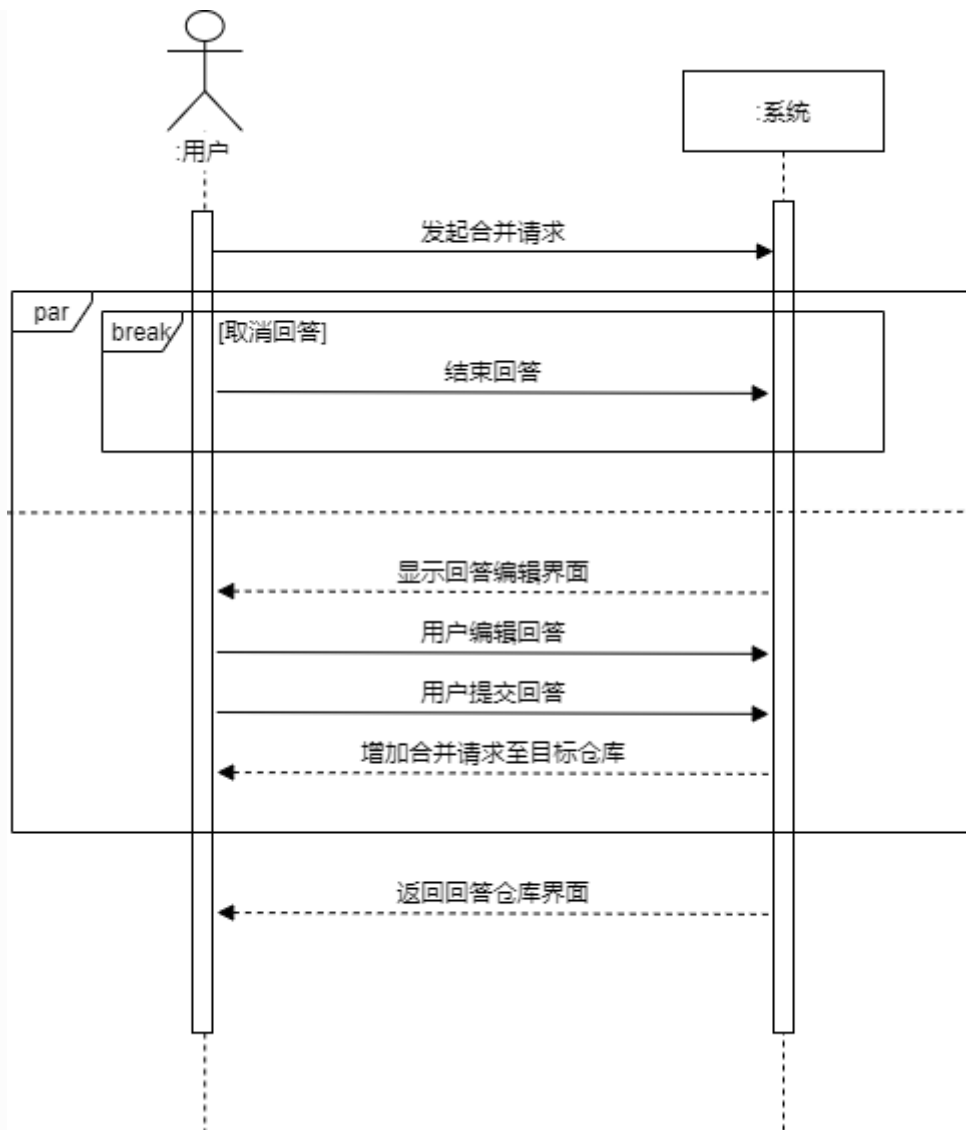 :用户
:系统
发起合并请求
par
break
[取消回答]
结束回答
显示回答编辑界面
用户编辑回答
用户提交回答
增加合并请求至目标仓库
返回回答仓库界面